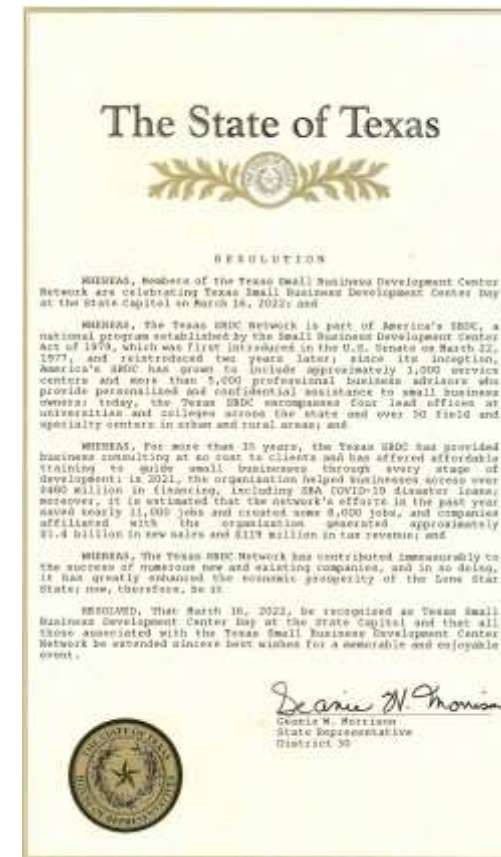 The State of Texas
RESOLUTION
WHEREAS, Members of the Texas Small Business Development Center
Network are celebrating Texas Small Business Development Center Day
at the State Capitol on March 16, 2022; and
WHEREAS, The Texas SBDC Network is part of America's SBDC, a
national program established by the Small Business Development Center
Act of 1979, which was first introduced in the U.S. Senate on March 22,
1977, and reintroduced two years later; since its inception,
America's SBDC has grown to include approximately 1,000 service
centers and more than 5,000 professional business advisors who
provide personalized and confidential assistance to small business
owners; today, the Texas SBDC encompasses four lead offices at
universities and colleges across the state and over 50 field and
specialty centers in urban and rural areas; and
WHEREAS, For more than 35 years, the Texas SBDC has provided
business consulting at no cost to clients and has offered affordable
training to guide small businesses through every stage of
development; in 2021, the organization helped businesses access over
$480 million in financing, including SBA COVID-19 disaster loans;
moreover, it is estimated that the network's efforts in the past year
saved nearly 11,000 jobs and created some 8,000 jobs, and companies
affiliated with the organization generated approximately
$1.4 billion in new sales and $119 million in tax revenue; and
WHEREAS, The Texas SBDC Network has contributed immeasurably to
the success of numerous new and existing companies, and in so doing,
it has greatly enhanced the economic prosperity of the Lone Star
State; now, therefore, be it
RESOLVED, That March 16, 2022, be recognized as Texas Small
Business Development Center Day at the State Capitol and that all
those associated with the Texas Small Business Development Center
Network be extended sincere best wishes for a memorable and enjoyable
event.
Geanie W. Morrison
Geanie W. Morrison
State Representative
District 30
THE STATE OF TEXAS